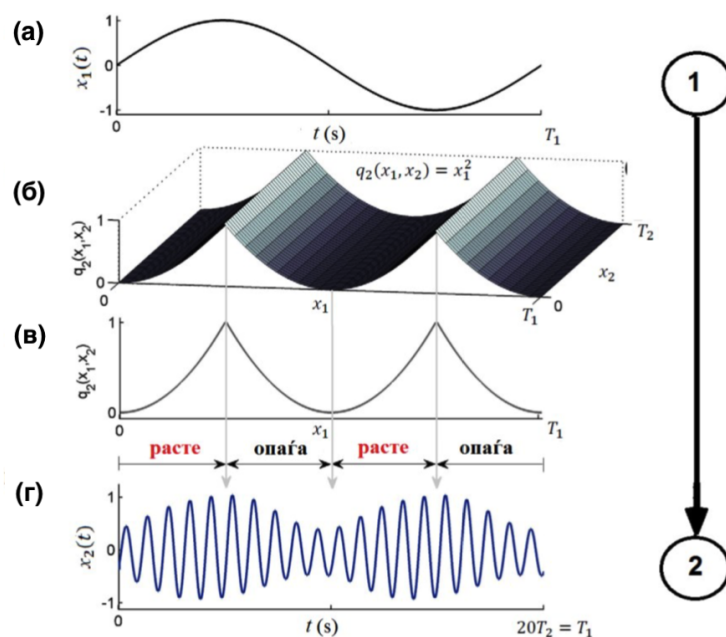 (а)
x₁(t)
1
0
-1
0
t (s)
T₁
1
(б)
q₂(x₁, x₂) = x₁²
q₂(x₁,x₂)
1
0
0
x₁
T₁
0
x₂
T₂
(в)
q₂(x₁,x₂)
1
0
0
x₁
T₁
расте
опаѓа
расте
опаѓа
(г)
x₂(t)
1
0
-1
0
t (s)
20T₂ = T₁
2